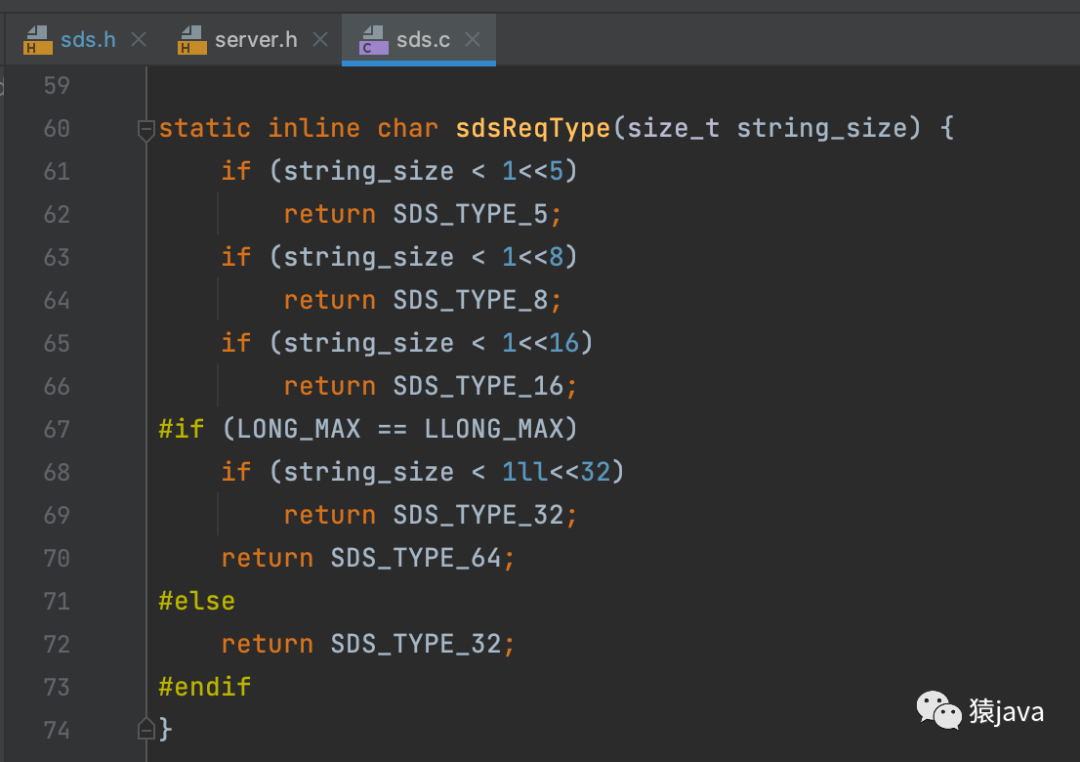 sds.h server.h sds.c
59
60 static inline char sdsReqType(size_t string_size) {
61 if (string_size < 1<<5)
62 return SDS_TYPE_5;
63 if (string_size < 1<<8)
64 return SDS_TYPE_8;
65 if (string_size < 1<<16)
66 return SDS_TYPE_16;
67 #if (LONG_MAX == LLONG_MAX)
68 if (string_size < 1ll<<32)
69 return SDS_TYPE_32;
70 return SDS_TYPE_64;
71 #else
72 return SDS_TYPE_32;
73 #endif
74 }
猿java